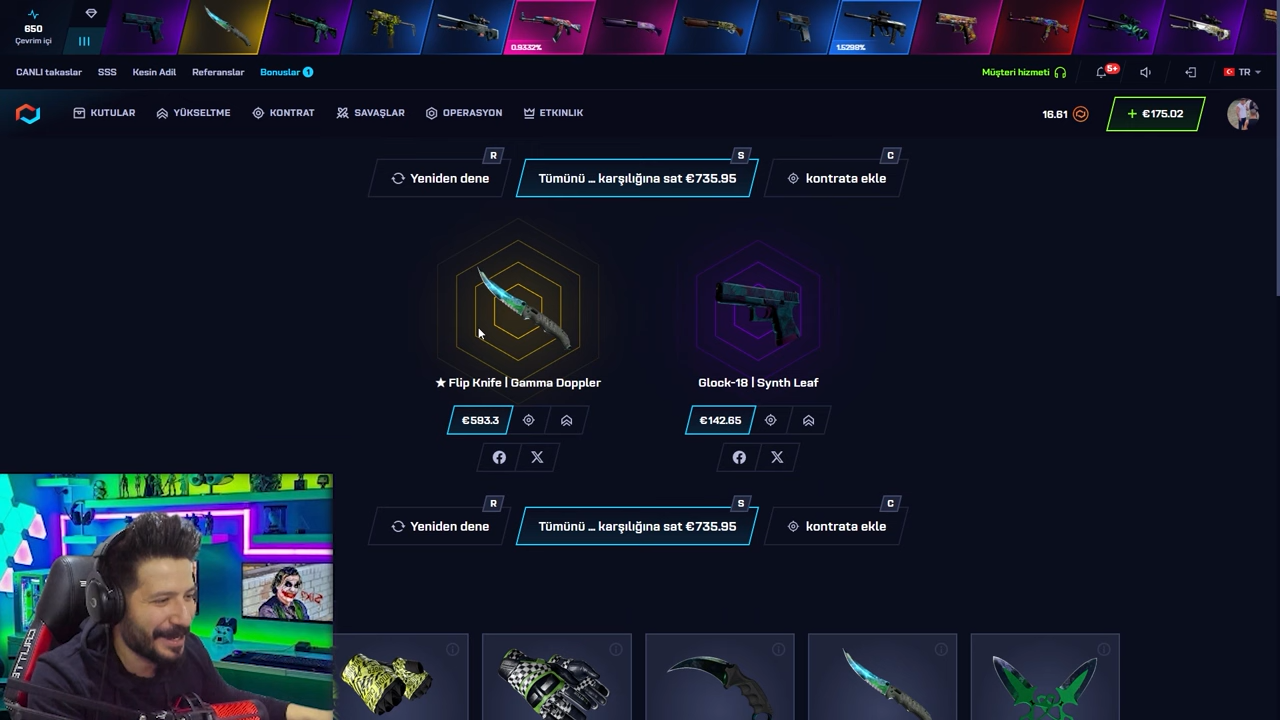 650
Çevrim içi
0.9332%
1.5298%
CANLI takaslar
SSS
Kesin Adil
Referanslar
Bonuslar 1
Müşteri hizmeti
5+
TR
KUTULAR
YÜKSELTME
KONTRAT
SAVAŞLAR
OPERASYON
ETKINLIK
16.61
+ €175.02
R
Yeniden dene
S
Tümünü ... karşılığına sat €735.95
C
kontrata ekle
★ Flip Knife | Gamma Doppler
Glock-18 | Synth Leaf
€593.3
€142.65
R
Yeniden dene
S
Tümünü ... karşılığına sat €735.95
C
kontrata ekle